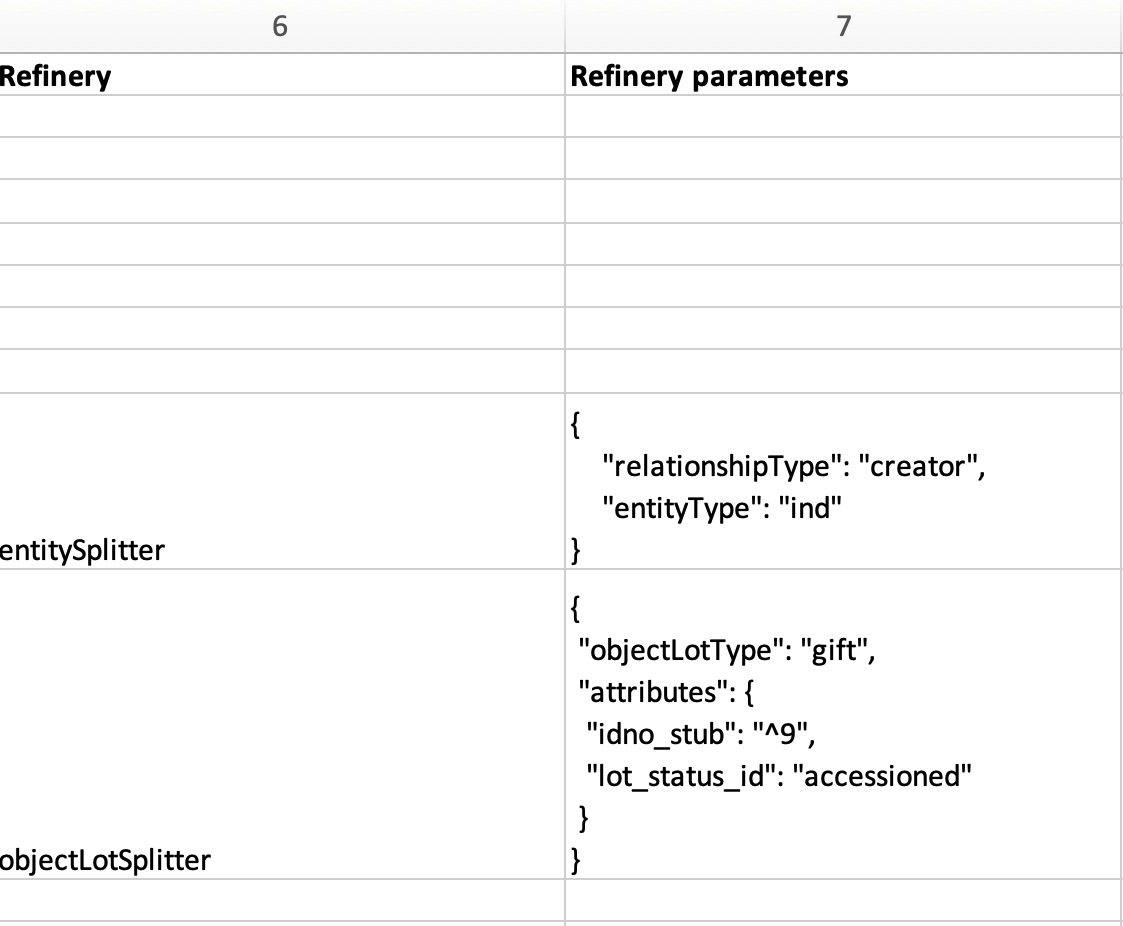 6 7
Refinery Refinery parameters
{
"relationshipType": "creator",
"entityType": "ind"
entitySplitter }
{
"objectLotType": "gift",
"attributes": {
"idno_stub": "^9",
"lot_status_id": "accessioned"
}
objectLotSplitter }